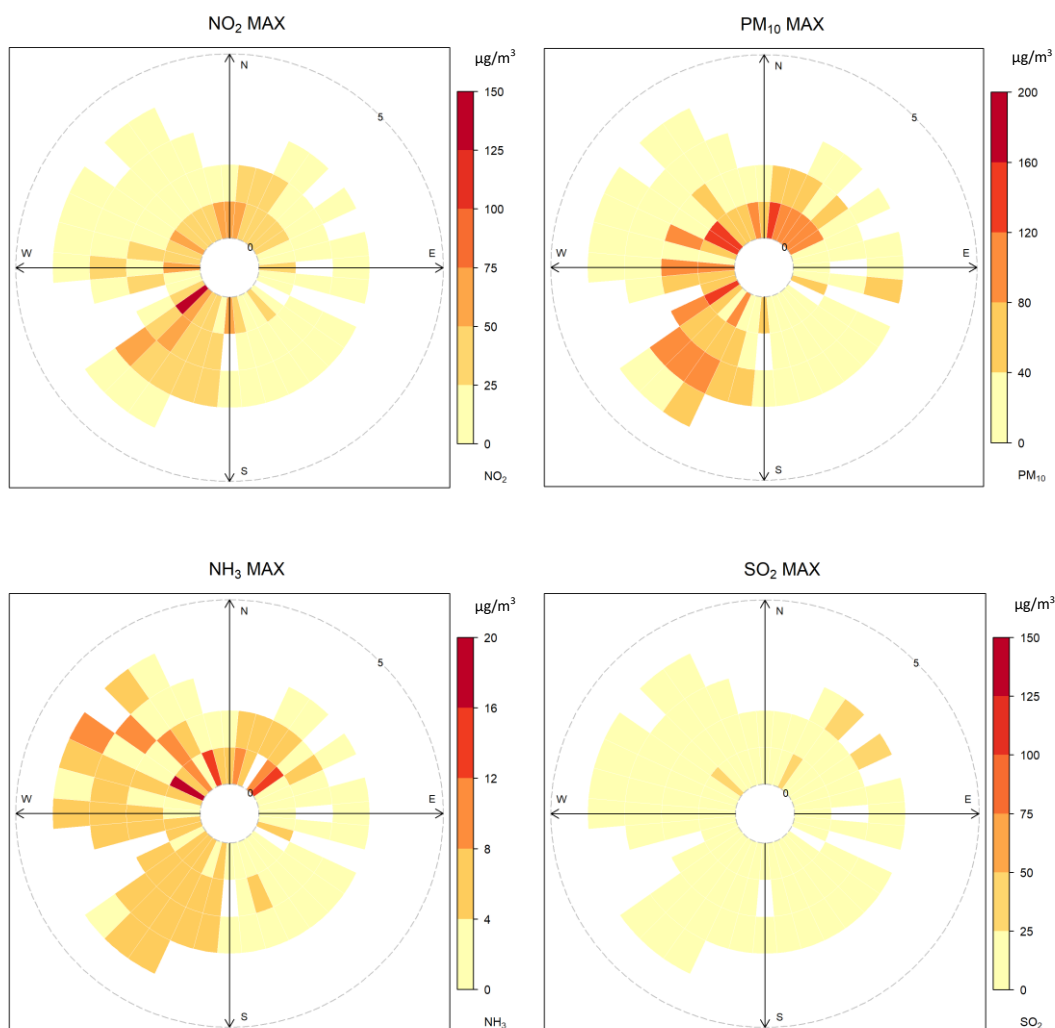 NO₂ MAX
µg/m³
N
5
150
125
100
75
50
25
0
0
W
E
S
NO₂
PM₁₀ MAX
µg/m³
N
5
200
160
120
80
40
0
0
W
E
S
PM₁₀
NH₃ MAX
µg/m³
N
5
20
16
12
8
4
0
0
W
E
S
NH₃
SO₂ MAX
µg/m³
N
5
150
125
100
75
50
25
0
0
W
E
S
SO₂